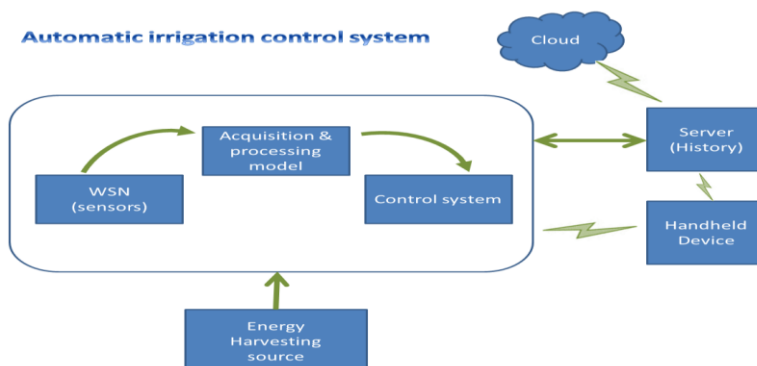 Automatic irrigation control system
Cloud
Acquisition &
processing
model
Server
(History)
WSN
(sensors)
Control system
Handheld
Device
Energy
Harvesting
source